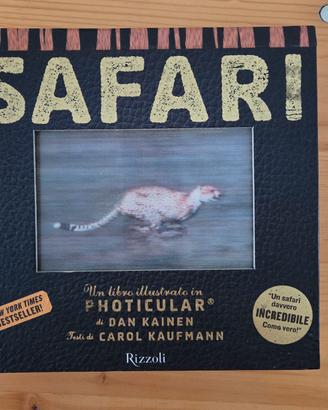 SAFARI
Un libro illustrato in
PHOTICULAR®
di DAN KAINEN
Testi di CAROL KAUFMANN
Rizzoli
NEW YORK TIMES
BESTSELLER!
"Un safari
davvero
INCREDIBILE
Come vero!"